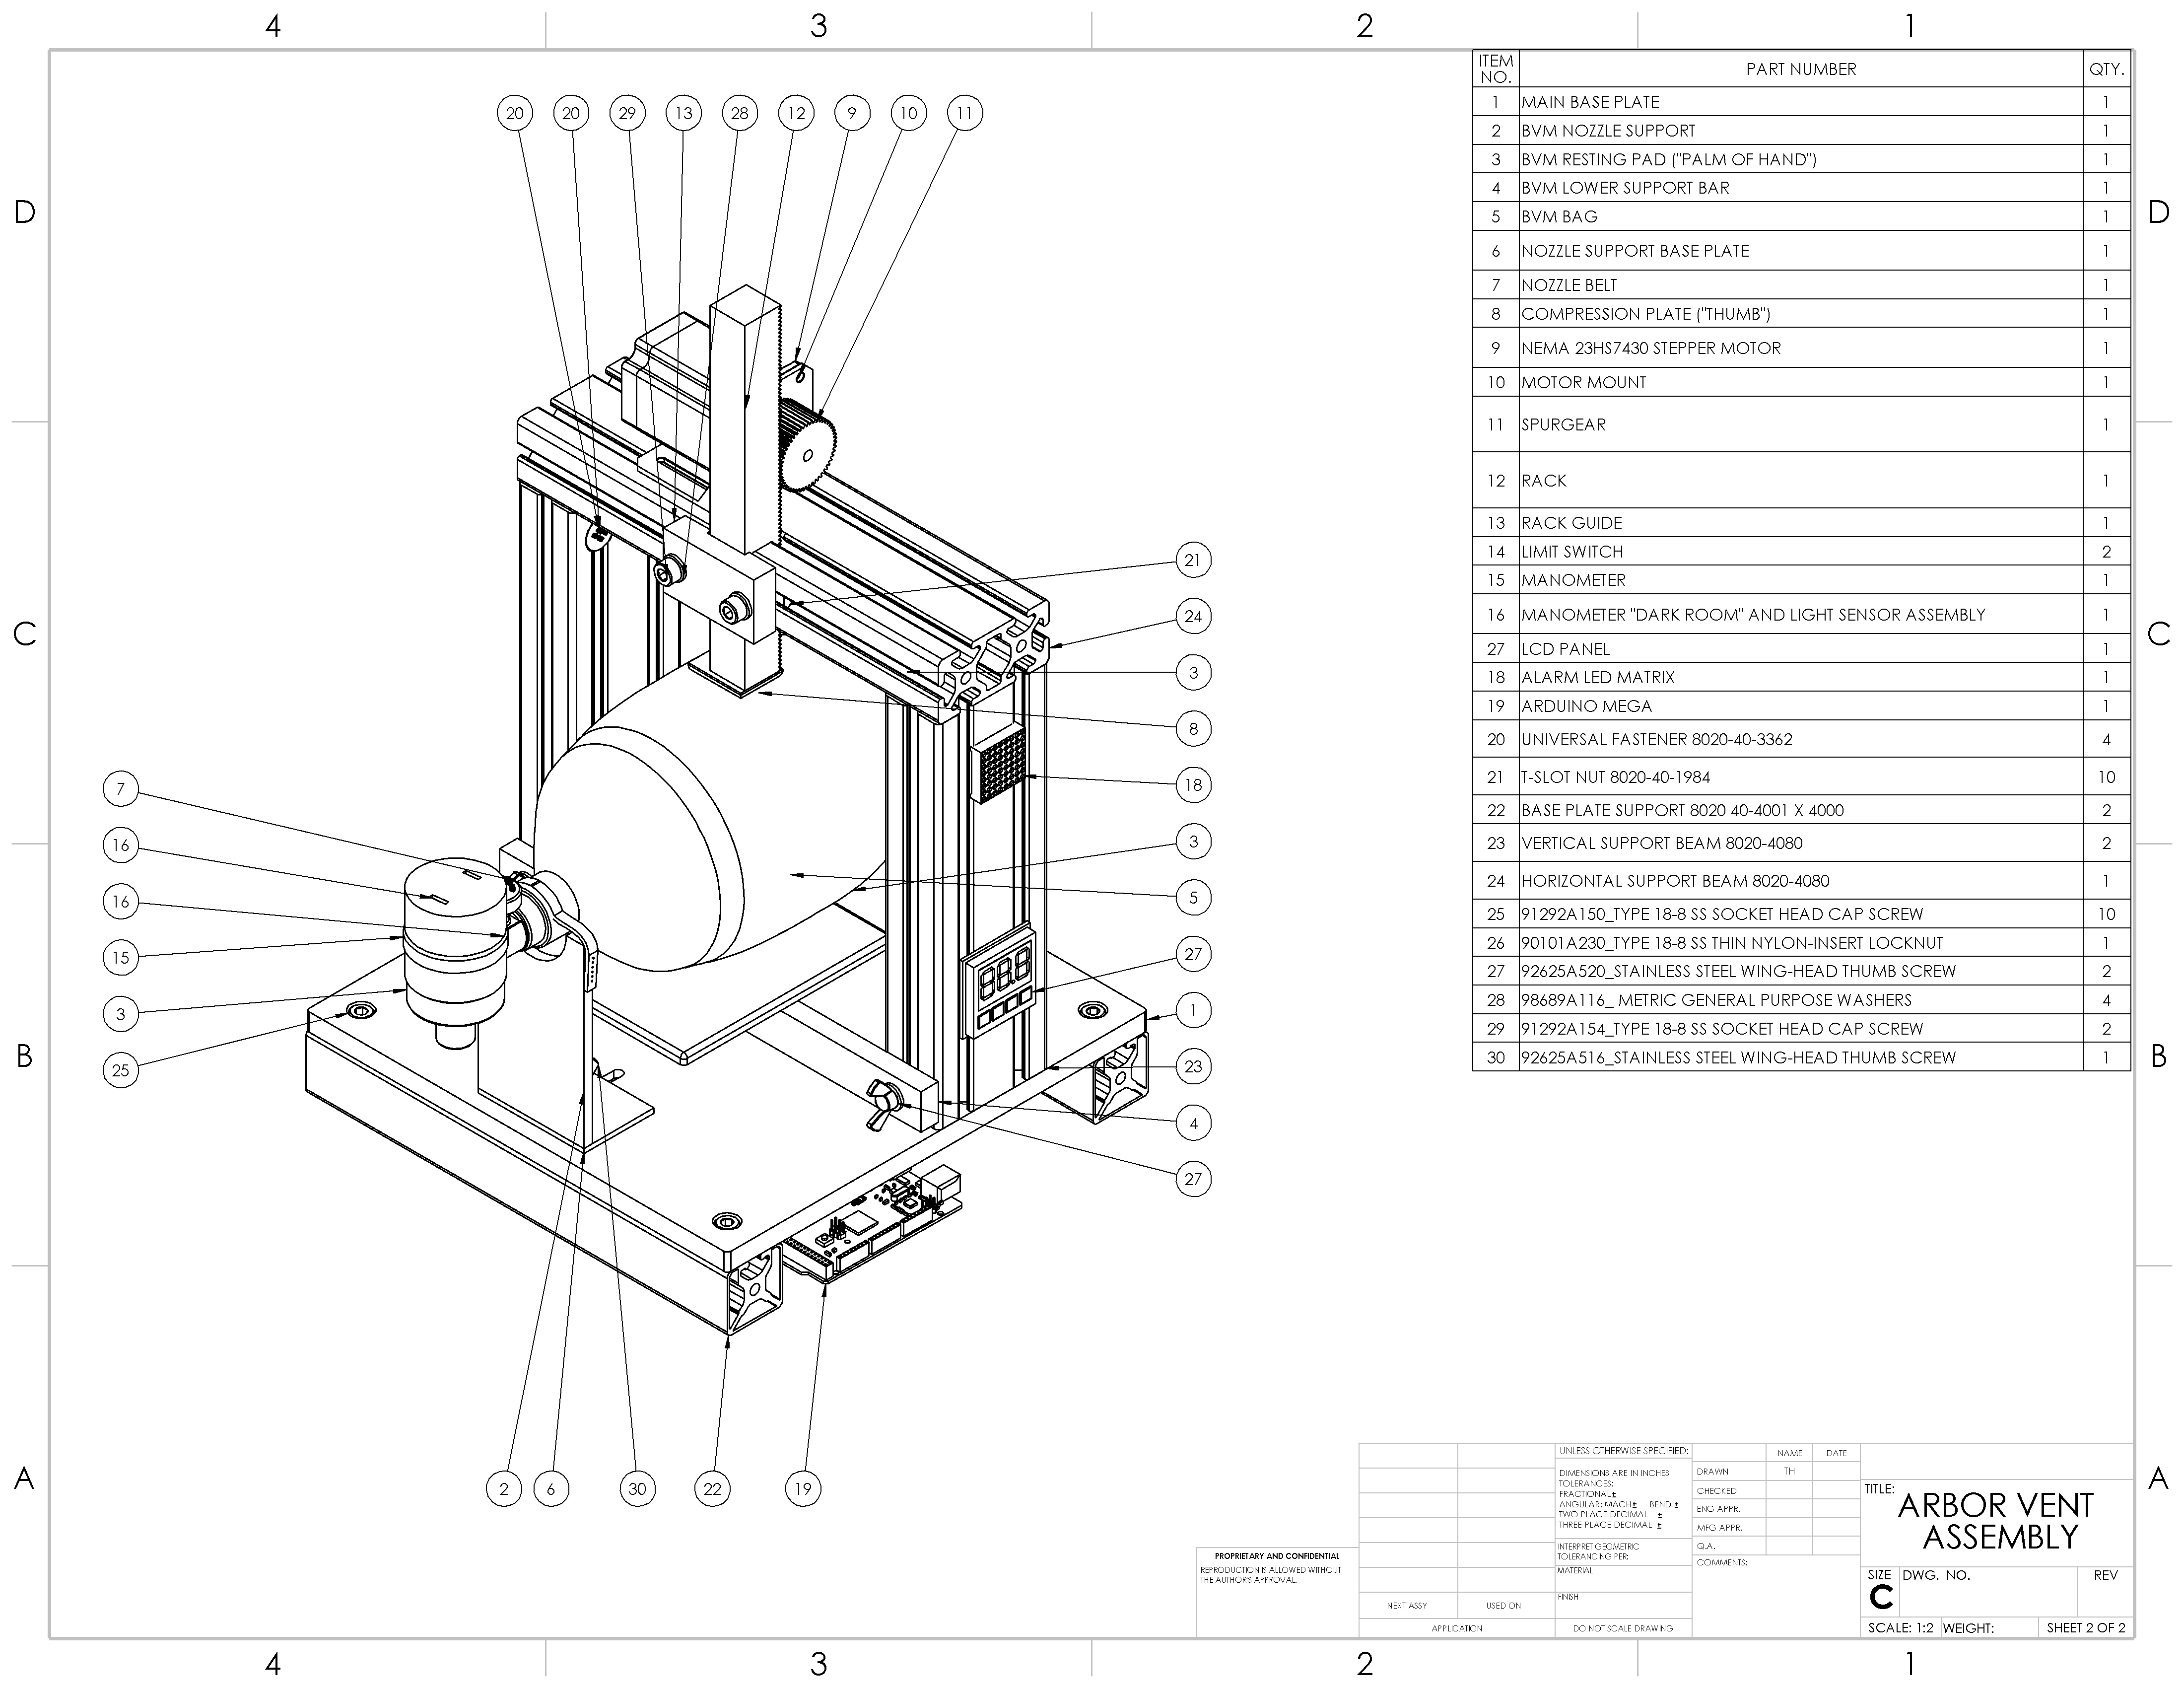 4 3 2 1
D D
C C
B B
A A
4 3 2 1
20 20 29 13 28 12 9 10 11
21
24
3
8
18
3
5
27
1
23
4
27
7
16
16
15
3
25
2 6 30 22 19
88.8
ITEM NO. PART NUMBER QTY.
1 MAIN BASE PLATE 1
2 BVM NOZZLE SUPPORT 1
3 BVM RESTING PAD ("PALM OF HAND") 1
4 BVM LOWER SUPPORT BAR 1
5 BVM BAG 1
6 NOZZLE SUPPORT BASE PLATE 1
7 NOZZLE BELT 1
8 COMPRESSION PLATE ("THUMB") 1
9 NEMA 23HS7430 STEPPER MOTOR 1
10 MOTOR MOUNT 1
11 SPURGEAR 1
12 RACK 1
13 RACK GUIDE 1
14 LIMIT SWITCH 2
15 MANOMETER 1
16 MANOMETER "DARK ROOM" AND LIGHT SENSOR ASSEMBLY 1
27 LCD PANEL 1
18 ALARM LED MATRIX 1
19 ARDUINO MEGA 1
20 UNIVERSAL FASTENER 8020-40-3362 4
21 T-SLOT NUT 8020-40-1984 10
22 BASE PLATE SUPPORT 8020 40-4001 X 4000 2
23 VERTICAL SUPPORT BEAM 8020-4080 2
24 HORIZONTAL SUPPORT BEAM 8020-4080 1
25 91292A150_TYPE 18-8 SS SOCKET HEAD CAP SCREW 10
26 90101A230_TYPE 18-8 SS THIN NYLON-INSERT LOCKNUT 1
27 92625A520_STAINLESS STEEL WING-HEAD THUMB SCREW 2
28 98689A116_ METRIC GENERAL PURPOSE WASHERS 4
29 91292A154_TYPE 18-8 SS SOCKET HEAD CAP SCREW 2
30 92625A516_STAINLESS STEEL WING-HEAD THUMB SCREW 1
PROPRIETARY AND CONFIDENTIAL
REPRODUCTION IS ALLOWED WITHOUT
THE AUTHOR'S APPROVAL.
NEXT ASSY USED ON
APPLICATION
UNLESS OTHERWISE SPECIFIED:
DIMENSIONS ARE IN INCHES
TOLERANCES:
FRACTIONAL±
ANGULAR: MACH± BEND ±
TWO PLACE DECIMAL ±
THREE PLACE DECIMAL ±
INTERPRET GEOMETRIC
TOLERANCING PER:
MATERIAL
FINISH
DO NOT SCALE DRAWING
NAME DATE
DRAWN TH
CHECKED
ENG APPR.
MFG APPR.
Q.A.
COMMENTS:
TITLE:
ARBOR VENT
ASSEMBLY
SIZE DWG. NO. REV
C
SCALE: 1:2 WEIGHT: SHEET 2 OF 2